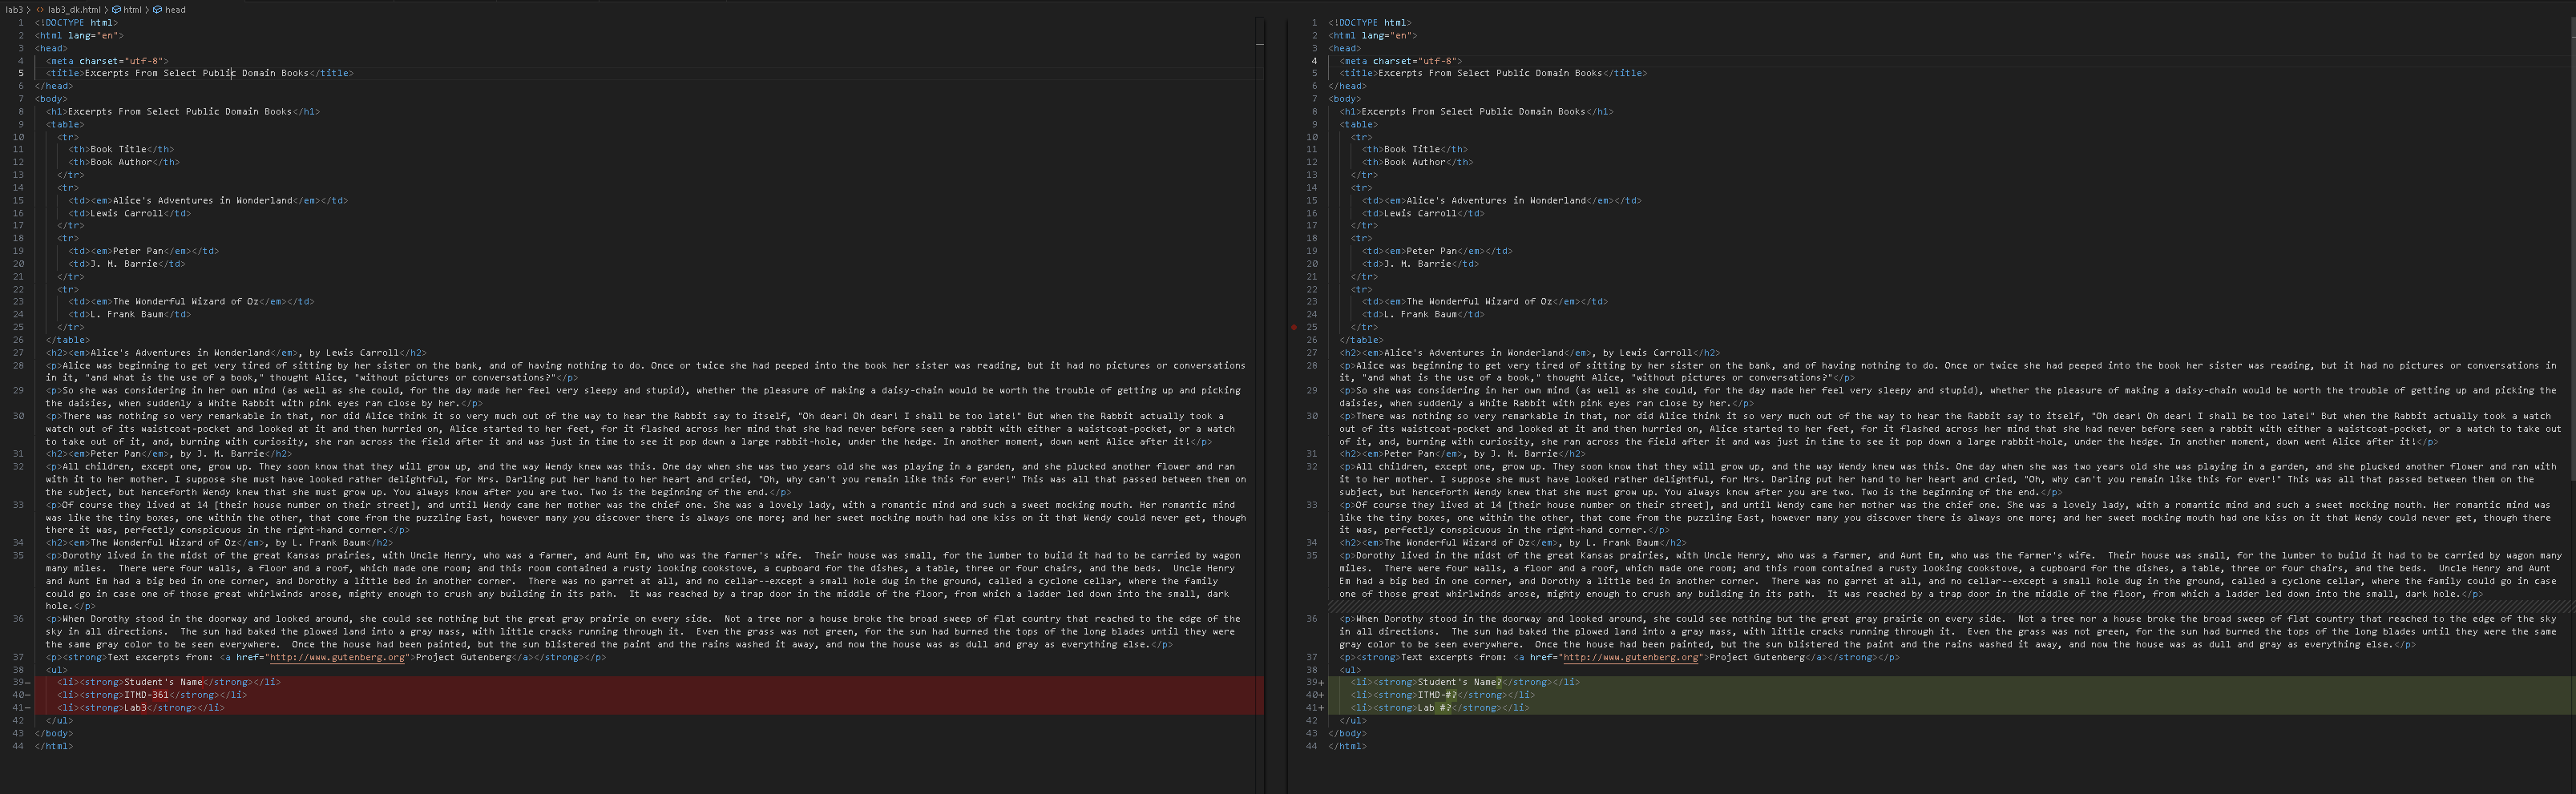 lab3 > <> lab3_dk.html > html > head
1 <!DOCTYPE html>
2 <html lang="en">
3 <head>
4 <meta charset="utf-8">
5 <title>Excerpts From Select Public Domain Books</title>
6 </head>
7 <body>
8 <h1>Excerpts From Select Public Domain Books</h1>
9 <table>
10 <tr>
11 <th>Book Title</th>
12 <th>Book Author</th>
13 </tr>
14 <tr>
15 <td><em>Alice's Adventures in Wonderland</em></td>
16 <td>Lewis Carroll</td>
17 </tr>
18 <tr>
19 <td><em>Peter Pan</em></td>
20 <td>J. M. Barrie</td>
21 </tr>
22 <tr>
23 <td><em>The Wonderful Wizard of Oz</em></td>
24 <td>L. Frank Baum</td>
25 </tr>
26 </table>
27 <h2><em>Alice's Adventures in Wonderland</em>, by Lewis Carroll</h2>
28 <p>Alice was beginning to get very tired of sitting by her sister on the bank, and of having nothing to do. Once or twice she had peeped into the book her sister was reading, but it had no pictures or conversations
in it, "and what is the use of a book," thought Alice, "without pictures or conversations?"</p>
29 <p>So she was considering in her own mind (as well as she could, for the day made her feel very sleepy and stupid), whether the pleasure of making a daisy-chain would be worth the trouble of getting up and picking
the daisies, when suddenly a White Rabbit with pink eyes ran close by her.</p>
30 <p>There was nothing so very remarkable in that, nor did Alice think it so very much out of the way to hear the Rabbit say to itself, "Oh dear! Oh dear! I shall be too late!" But when the Rabbit actually took a
watch out of its waistcoat-pocket and looked at it and then hurried on, Alice started to her feet, for it flashed across her mind that she had never before seen a rabbit with either a waistcoat-pocket, or a watch
to take out of it, and, burning with curiosity, she ran across the field after it and was just in time to see it pop down a large rabbit-hole, under the hedge. In another moment, down went Alice after it!</p>
31 <h2><em>Peter Pan</em>, by J. M. Barrie</h2>
32 <p>All children, except one, grow up. They soon know that they will grow up, and the way Wendy knew was this. One day when she was two years old she was playing in a garden, and she plucked another flower and ran
with it to her mother. I suppose she must have looked rather delightful, for Mrs. Darling put her hand to her heart and cried, "Oh, why can't you remain like this for ever!" This was all that passed between them on
the subject, but henceforth Wendy knew that she must grow up. You always know after you are two. Two is the beginning of the end.</p>
33 <p>Of course they lived at 14 [their house number on their street], and until Wendy came her mother was the chief one. She was a lovely lady, with a romantic mind and such a sweet mocking mouth. Her romantic mind
was like the tiny boxes, one within the other, that come from the puzzling East, however many you discover there is always one more; and her sweet mocking mouth had one kiss on it that Wendy could never get, though
there it was, perfectly conspicuous in the right-hand corner.</p>
34 <h2><em>The Wonderful Wizard of Oz</em>, by L. Frank Baum</h2>
35 <p>Dorothy lived in the midst of the great Kansas prairies, with Uncle Henry, who was a farmer, and Aunt Em, who was the farmer's wife.  Their house was small, for the lumber to build it had to be carried by wagon
many miles.  There were four walls, a floor and a roof, which made one room; and this room contained a rusty looking cookstove, a cupboard for the dishes, a table, three or four chairs, and the beds.  Uncle Henry
and Aunt Em had a big bed in one corner, and Dorothy a little bed in another corner.  There was no garret at all, and no cellar--except a small hole dug in the ground, called a cyclone cellar, where the family
could go in case one of those great whirlwinds arose, mighty enough to crush any building in its path.  It was reached by a trap door in the middle of the floor, from which a ladder led down into the small, dark
hole.</p>
36 <p>When Dorothy stood in the doorway and looked around, she could see nothing but the great gray prairie on every side.  Not a tree nor a house broke the broad sweep of flat country that reached to the edge of the
sky in all directions.  The sun had baked the plowed land into a gray mass, with little cracks running through it.  Even the grass was not green, for the sun had burned the tops of the long blades until they were
the same gray color to be seen everywhere.  Once the house had been painted, but the sun blistered the paint and the rains washed it away, and now the house was as dull and gray as everything else.</p>
37 <p><strong>Text excerpts from: <a href="http://www.gutenberg.org">Project Gutenberg</a></strong></p>
38 <ul>
39- <li><strong>Student's Name</strong></li>
40- <li><strong>ITMD-361</strong></li>
41- <li><strong>Lab3</strong></li>
42 </ul>
43 </body>
44 </html>
1 <!DOCTYPE html>
2 <html lang="en">
3 <head>
4 <meta charset="utf-8">
5 <title>Excerpts From Select Public Domain Books</title>
6 </head>
7 <body>
8 <h1>Excerpts From Select Public Domain Books</h1>
9 <table>
10 <tr>
11 <th>Book Title</th>
12 <th>Book Author</th>
13 </tr>
14 <tr>
15 <td><em>Alice's Adventures in Wonderland</em></td>
16 <td>Lewis Carroll</td>
17 </tr>
18 <tr>
19 <td><em>Peter Pan</em></td>
20 <td>J. M. Barrie</td>
21 </tr>
22 <tr>
23 <td><em>The Wonderful Wizard of Oz</em></td>
24 <td>L. Frank Baum</td>
25 </tr>
26 </table>
27 <h2><em>Alice's Adventures in Wonderland</em>, by Lewis Carroll</h2>
28 <p>Alice was beginning to get very tired of sitting by her sister on the bank, and of having nothing to do. Once or twice she had peeped into the book her sister was reading, but it had no pictures or conversations in
it, "and what is the use of a book," thought Alice, "without pictures or conversations?"</p>
29 <p>So she was considering in her own mind (as well as she could, for the day made her feel very sleepy and stupid), whether the pleasure of making a daisy-chain would be worth the trouble of getting up and picking the
daisies, when suddenly a White Rabbit with pink eyes ran close by her.</p>
30 <p>There was nothing so very remarkable in that, nor did Alice think it so very much out of the way to hear the Rabbit say to itself, "Oh dear! Oh dear! I shall be too late!" But when the Rabbit actually took a watch
out of its waistcoat-pocket and looked at it and then hurried on, Alice started to her feet, for it flashed across her mind that she had never before seen a rabbit with either a waistcoat-pocket, or a watch to take out
of it, and, burning with curiosity, she ran across the field after it and was just in time to see it pop down a large rabbit-hole, under the hedge. In another moment, down went Alice after it!</p>
31 <h2><em>Peter Pan</em>, by J. M. Barrie</h2>
32 <p>All children, except one, grow up. They soon know that they will grow up, and the way Wendy knew was this. One day when she was two years old she was playing in a garden, and she plucked another flower and ran with
it to her mother. I suppose she must have looked rather delightful, for Mrs. Darling put her hand to her heart and cried, "Oh, why can't you remain like this for ever!" This was all that passed between them on the
subject, but henceforth Wendy knew that she must grow up. You always know after you are two. Two is the beginning of the end.</p>
33 <p>Of course they lived at 14 [their house number on their street], and until Wendy came her mother was the chief one. She was a lovely lady, with a romantic mind and such a sweet mocking mouth. Her romantic mind was
like the tiny boxes, one within the other, that come from the puzzling East, however many you discover there is always one more; and her sweet mocking mouth had one kiss on it that Wendy could never get, though there
it was, perfectly conspicuous in the right-hand corner.</p>
34 <h2><em>The Wonderful Wizard of Oz</em>, by L. Frank Baum</h2>
35 <p>Dorothy lived in the midst of the great Kansas prairies, with Uncle Henry, who was a farmer, and Aunt Em, who was the farmer's wife.  Their house was small, for the lumber to build it had to be carried by wagon many
miles.  There were four walls, a floor and a roof, which made one room; and this room contained a rusty looking cookstove, a cupboard for the dishes, a table, three or four chairs, and the beds.  Uncle Henry and Aunt
Em had a big bed in one corner, and Dorothy a little bed in another corner.  There was no garret at all, and no cellar--except a small hole dug in the ground, called a cyclone cellar, where the family could go in case
one of those great whirlwinds arose, mighty enough to crush any building in its path.  It was reached by a trap door in the middle of the floor, from which a ladder led down into the small, dark hole.</p>
36 <p>When Dorothy stood in the doorway and looked around, she could see nothing but the great gray prairie on every side.  Not a tree nor a house broke the broad sweep of flat country that reached to the edge of the sky
in all directions.  The sun had baked the plowed land into a gray mass, with little cracks running through it.  Even the grass was not green, for the sun had burned the tops of the long blades until they were the same
gray color to be seen everywhere.  Once the house had been painted, but the sun blistered the paint and the rains washed it away, and now the house was as dull and gray as everything else.</p>
37 <p><strong>Text excerpts from: <a href="http://www.gutenberg.org">Project Gutenberg</a></strong></p>
38 <ul>
39+ <li><strong>Student's Name?</strong></li>
40+ <li><strong>ITMD-#?</strong></li>
41+ <li><strong>Lab #?</strong></li>
42 </ul>
43 </body>
44 </html>